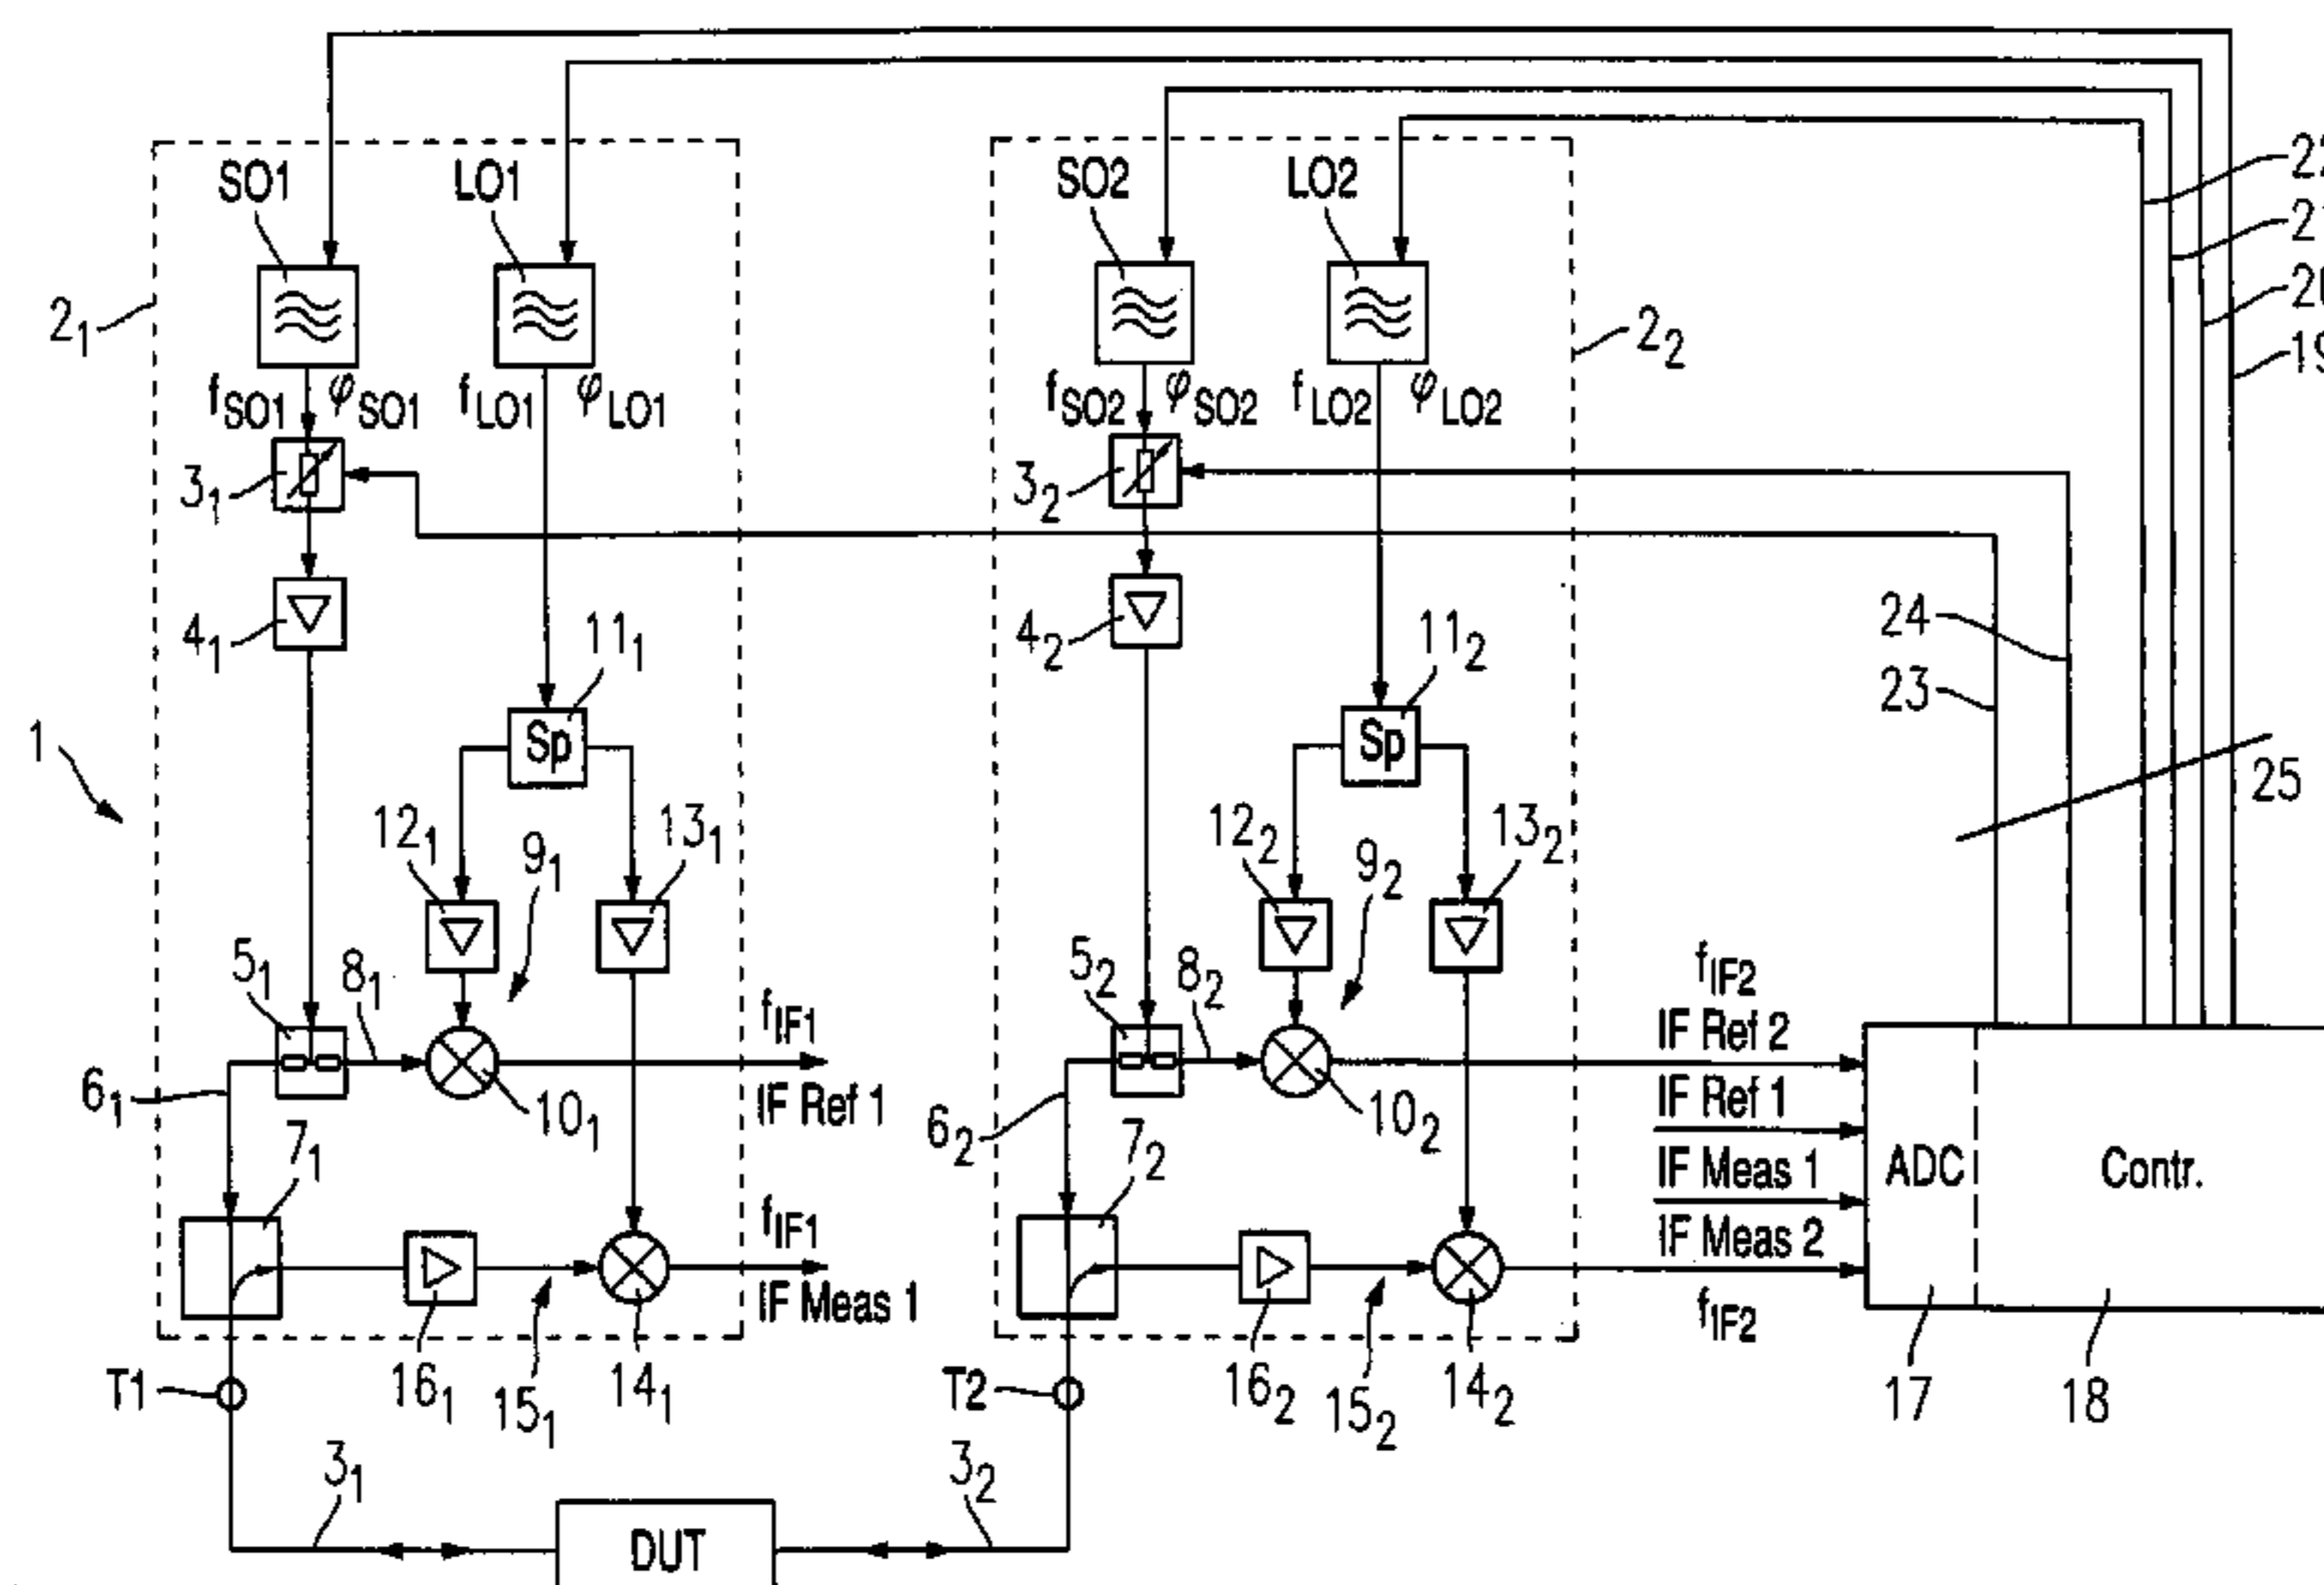 SO1
LO1
SO2
LO2
2₁
2₂
19
f_SO1
φ_SO1
f_LO1
φ_LO1
f_SO2
φ_SO2
f_LO2
φ_LO2
3₁
3₂
4₁
4₂
24
23
25
11₁
11₂
Sp
Sp
1
12₁
9₁
13₁
12₂
9₂
13₂
5₁
8₁
5₂
8₂
f_IF1
IF Ref 1
f_IF2
IF Ref 2
IF Ref 1
IF Meas 1
IF Meas 2
f_IF2
6₁
10₁
6₂
10₂
7₁
7₂
f_IF1
IF Meas 1
ADC
Contr.
T1
16₁
15₁
14₁
T2
16₂
15₂
14₂
17
18
3₁
3₂
DUT